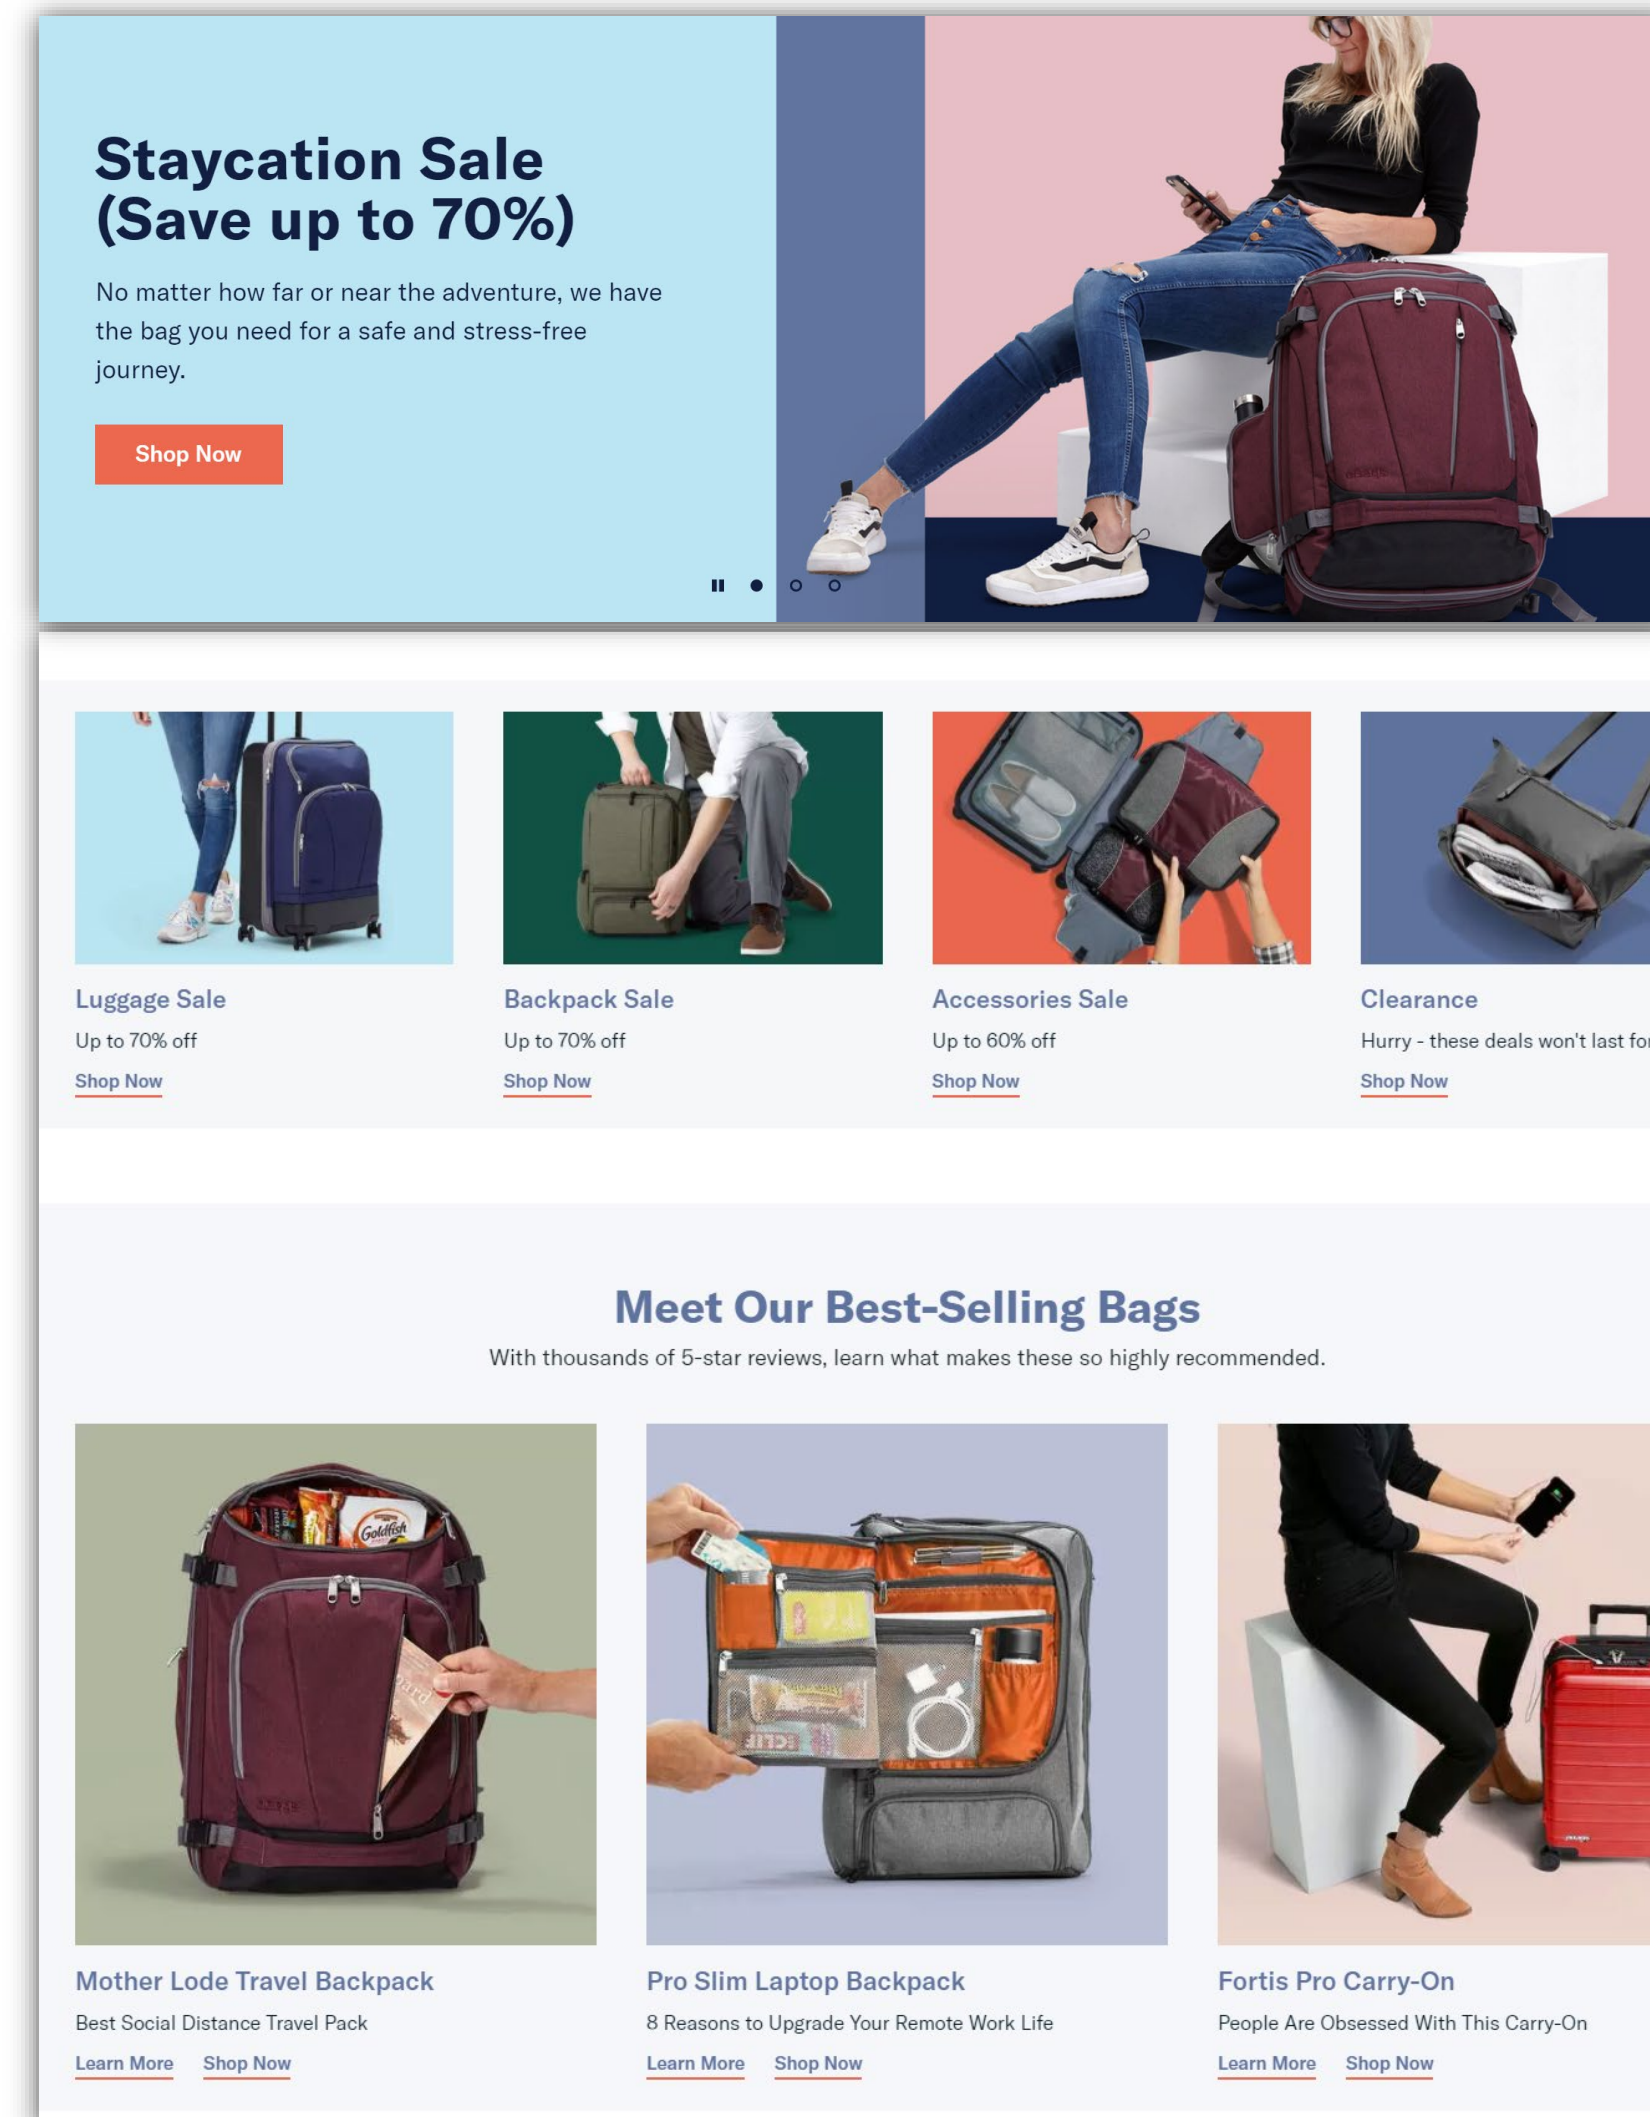 Staycation Sale
(Save up to 70%)
No matter how far or near the adventure, we have
the bag you need for a safe and stress-free
journey.
Shop Now
Luggage Sale
Up to 70% off
Shop Now
Backpack Sale
Up to 70% off
Shop Now
Accessories Sale
Up to 60% off
Shop Now
Clearance
Hurry - these deals won't last for
Shop Now
Meet Our Best-Selling Bags
With thousands of 5-star reviews, learn what makes these so highly recommended.
Goldfish
CLIF
Mother Lode Travel Backpack
Best Social Distance Travel Pack
Learn More Shop Now
Pro Slim Laptop Backpack
8 Reasons to Upgrade Your Remote Work Life
Learn More Shop Now
Fortis Pro Carry-On
People Are Obsessed With This Carry-On
Learn More Shop Now